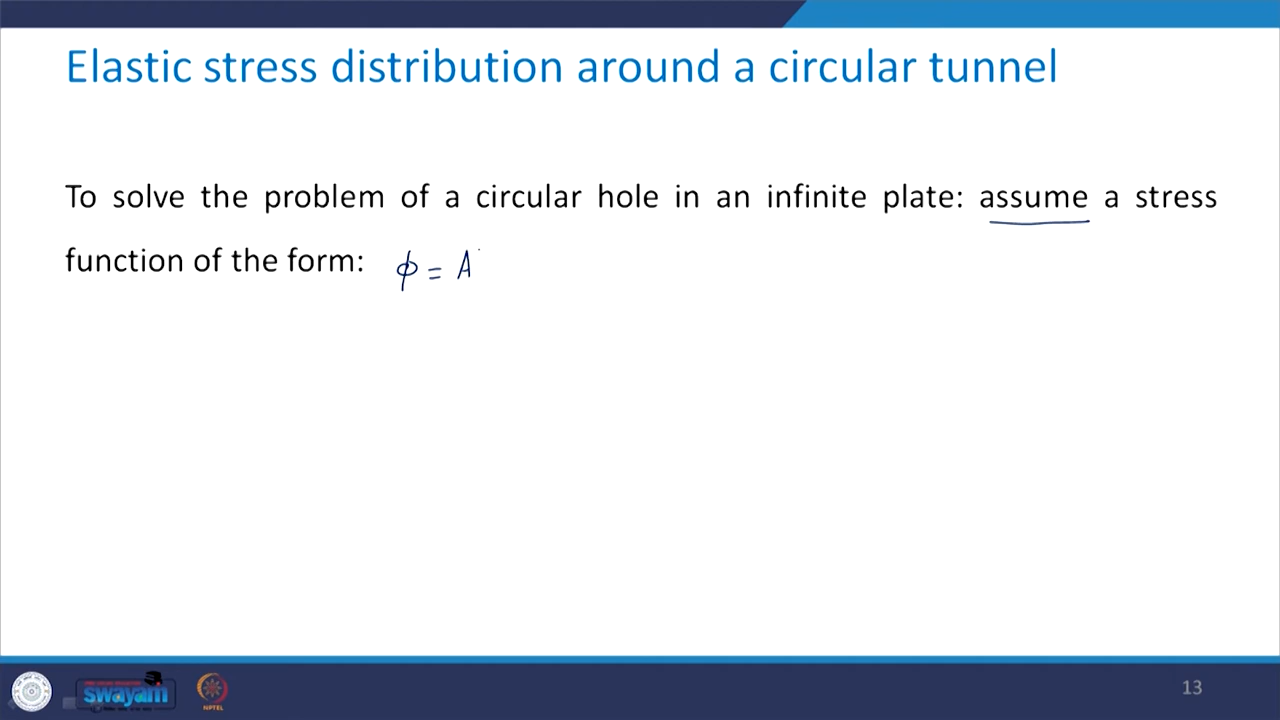 Elastic stress distribution around a circular tunnel
To solve the problem of a circular hole in an infinite plate: assume a stress
function of the form: ϕ = A
swayam
NPTEL
13